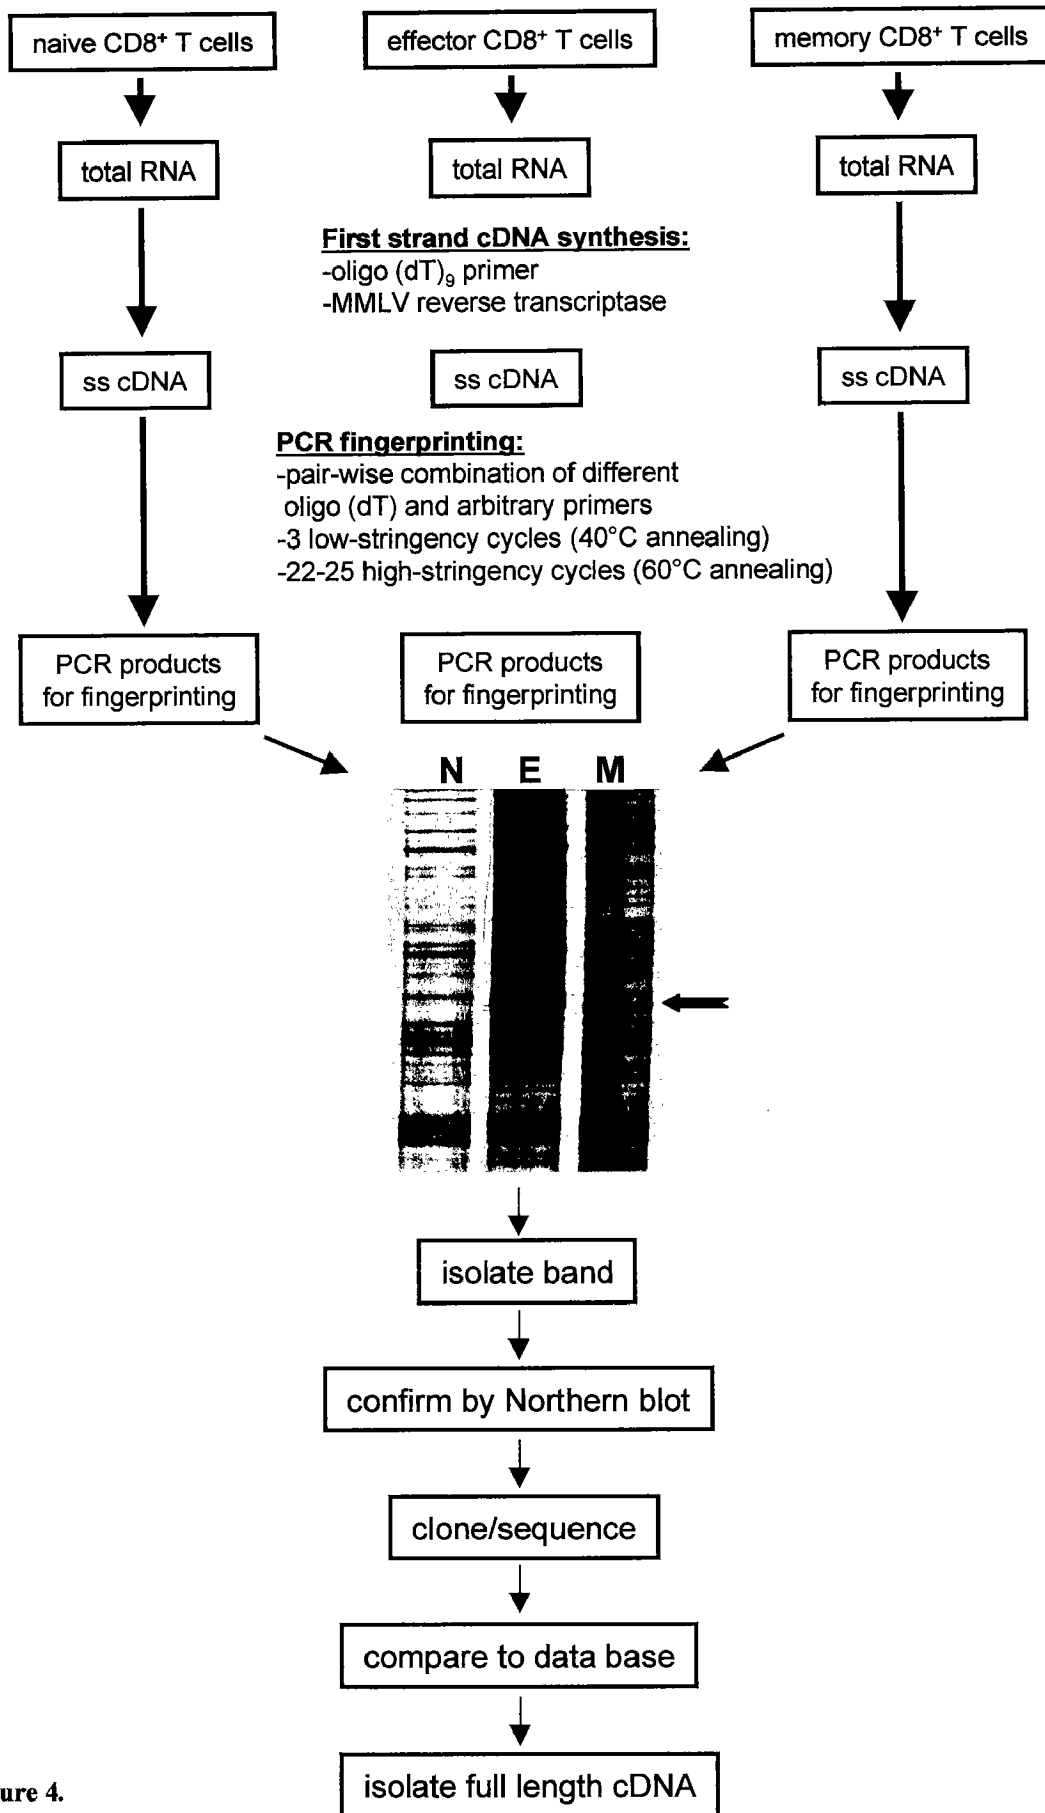 naive CD8⁺ T cells
effector CD8⁺ T cells
memory CD8⁺ T cells
total RNA
total RNA
total RNA
First strand cDNA synthesis:
-oligo (dT)₉ primer
-MMLV reverse transcriptase
ss cDNA
ss cDNA
ss cDNA
PCR fingerprinting:
-pair-wise combination of different
oligo (dT) and arbitrary primers
-3 low-stringency cycles (40°C annealing)
-22-25 high-stringency cycles (60°C annealing)
PCR products
for fingerprinting
PCR products
for fingerprinting
PCR products
for fingerprinting
N E M
isolate band
confirm by Northern blot
clone/sequence
compare to data base
isolate full length cDNA
ure 4.